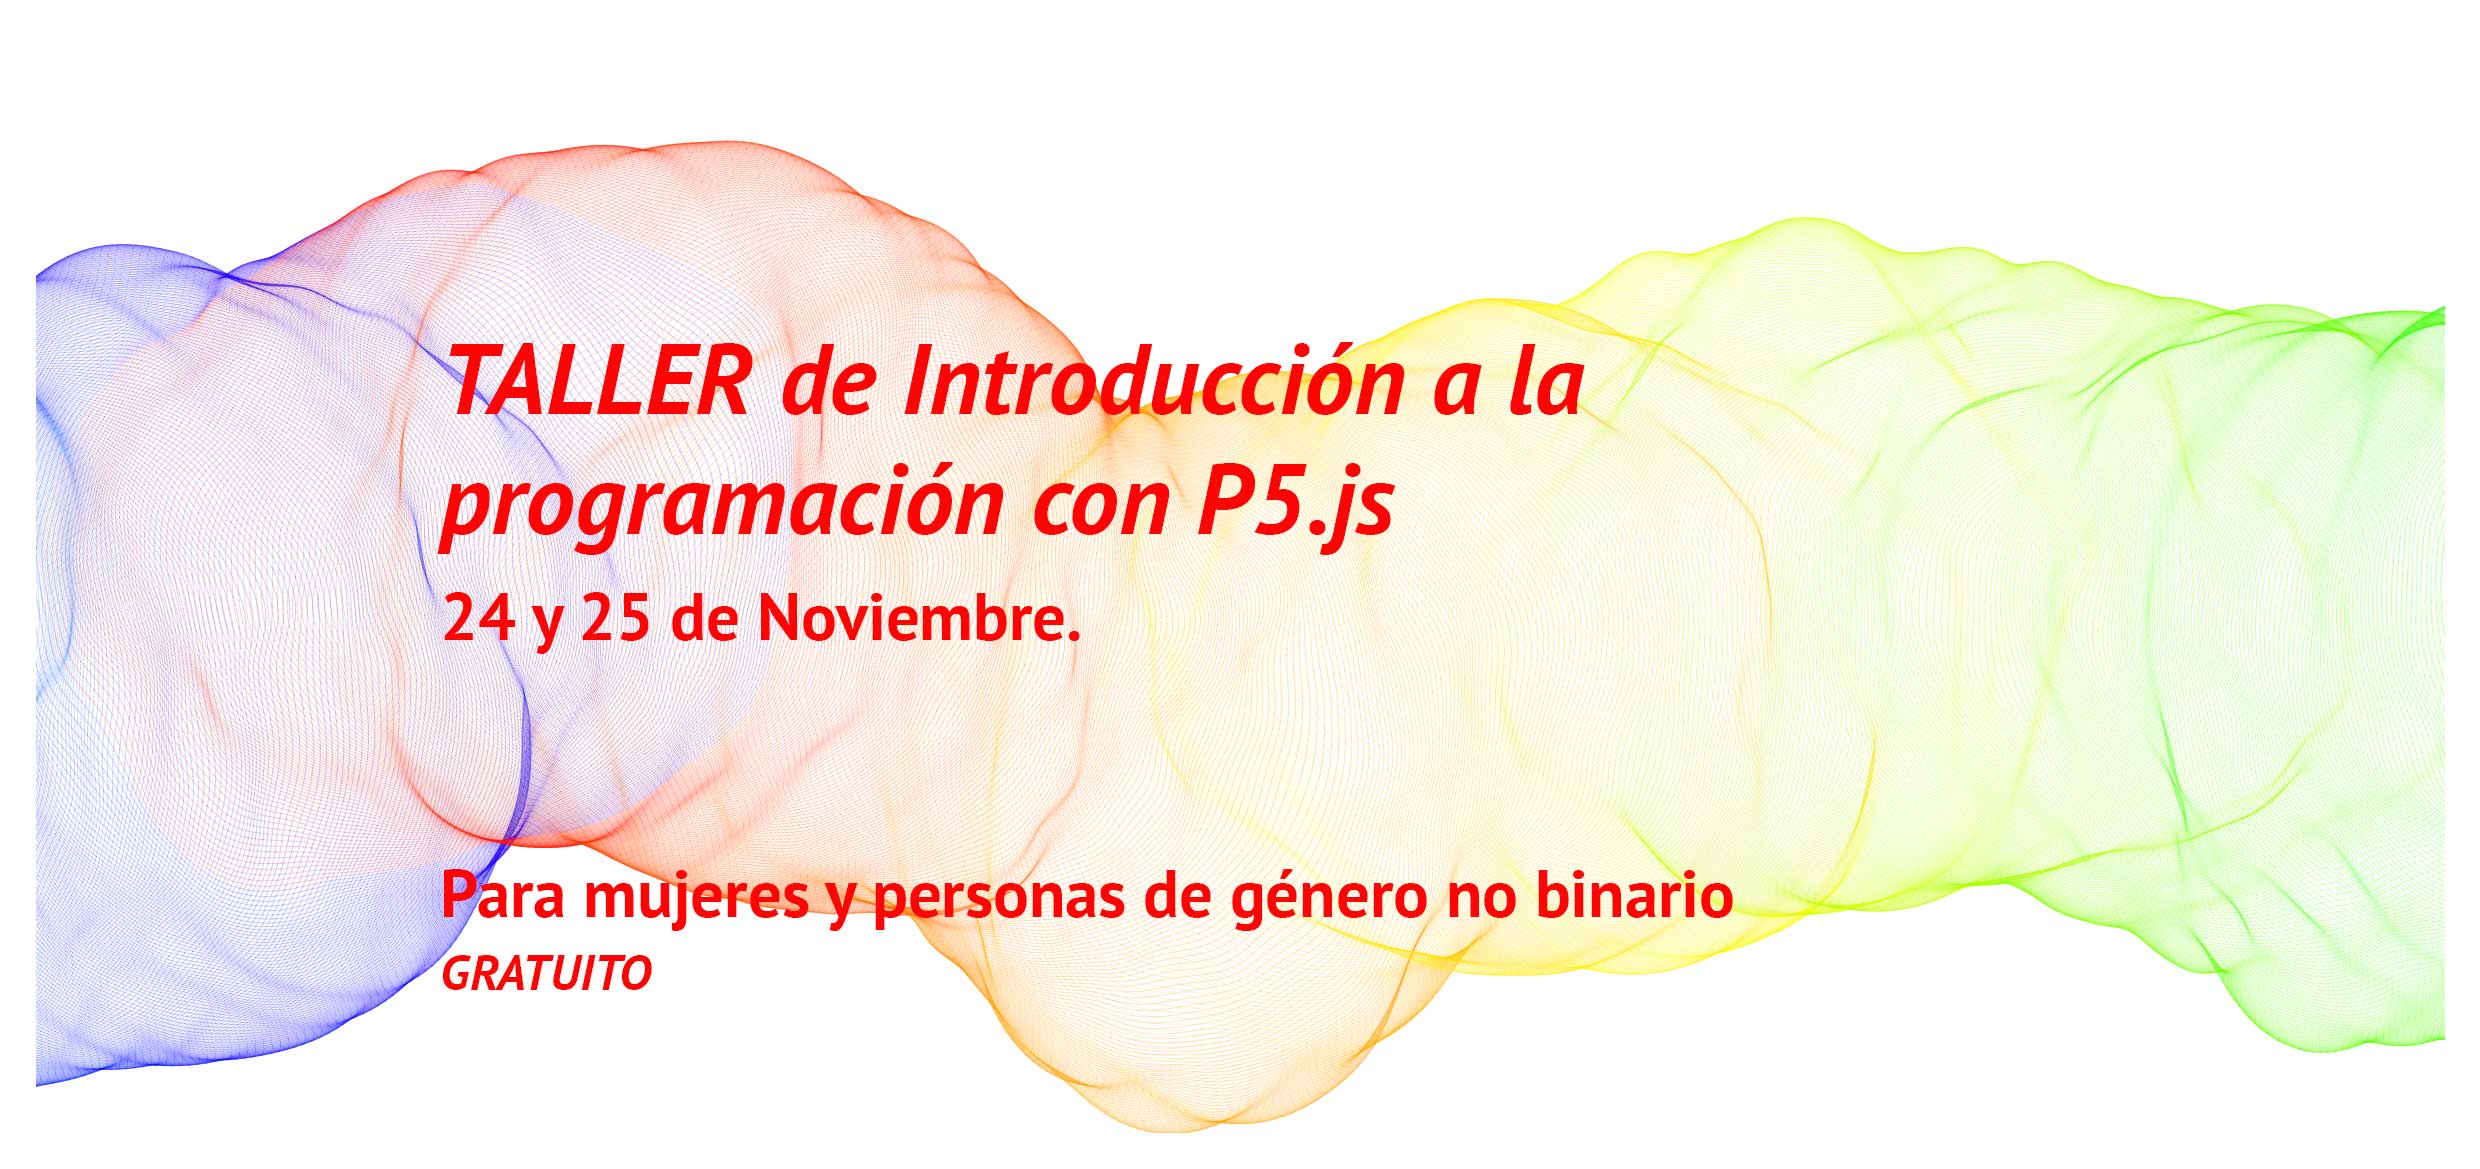 TALLER de Introducción a la
programación con P5.js
24 y 25 de Noviembre.
Para mujeres y personas de género no binario
GRATUITO